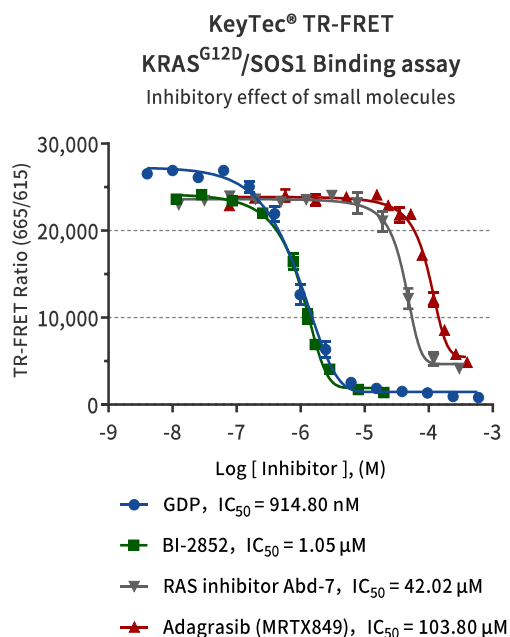 KeyTec® TR-FRET
KRASG12D/SOS1 Binding assay
Inhibitory effect of small molecules
TR-FRET Ratio (665/615)
30,000
20,000
10,000
0
-9 -8 -7 -6 -5 -4 -3
Log [ Inhibitor ], (M)
GDP，IC50 = 914.80 nM
BI-2852，IC50 = 1.05 μM
RAS inhibitor Abd-7，IC50 = 42.02 μM
Adagrasib (MRTX849)，IC50 = 103.80 μM